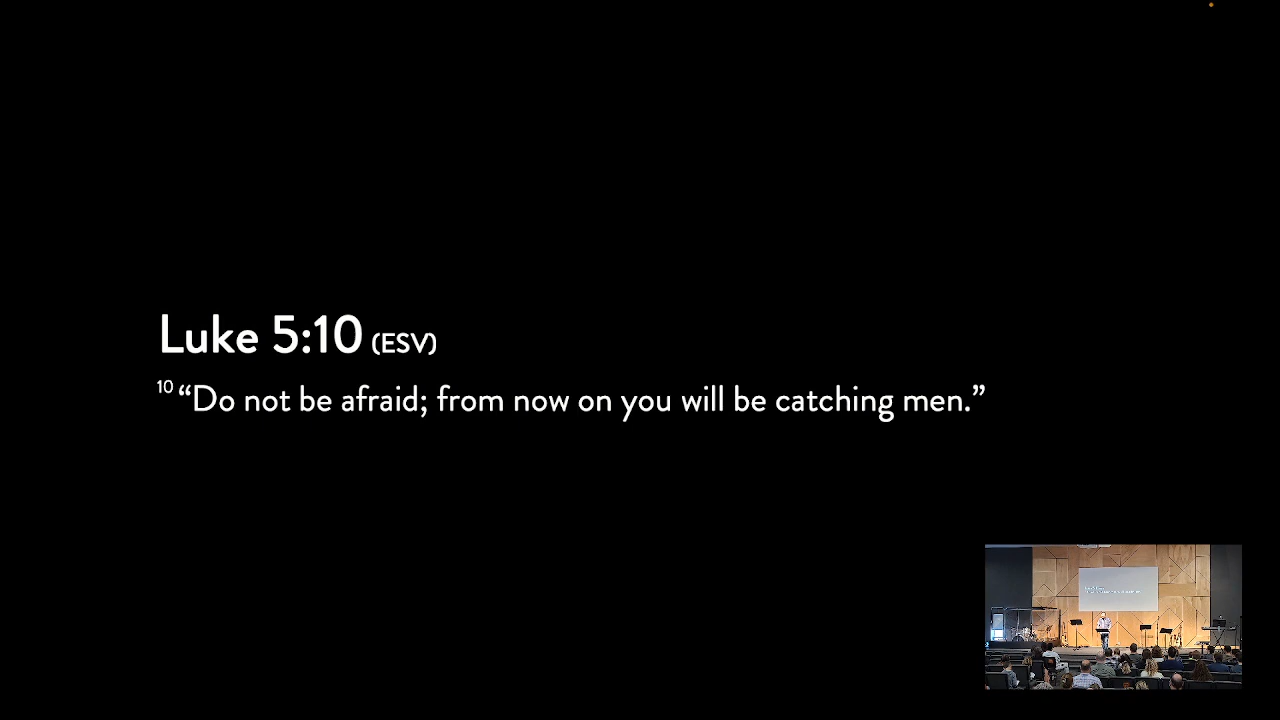 Luke 5:10 (ESV)
10 “Do not be afraid; from now on you will be catching men.”